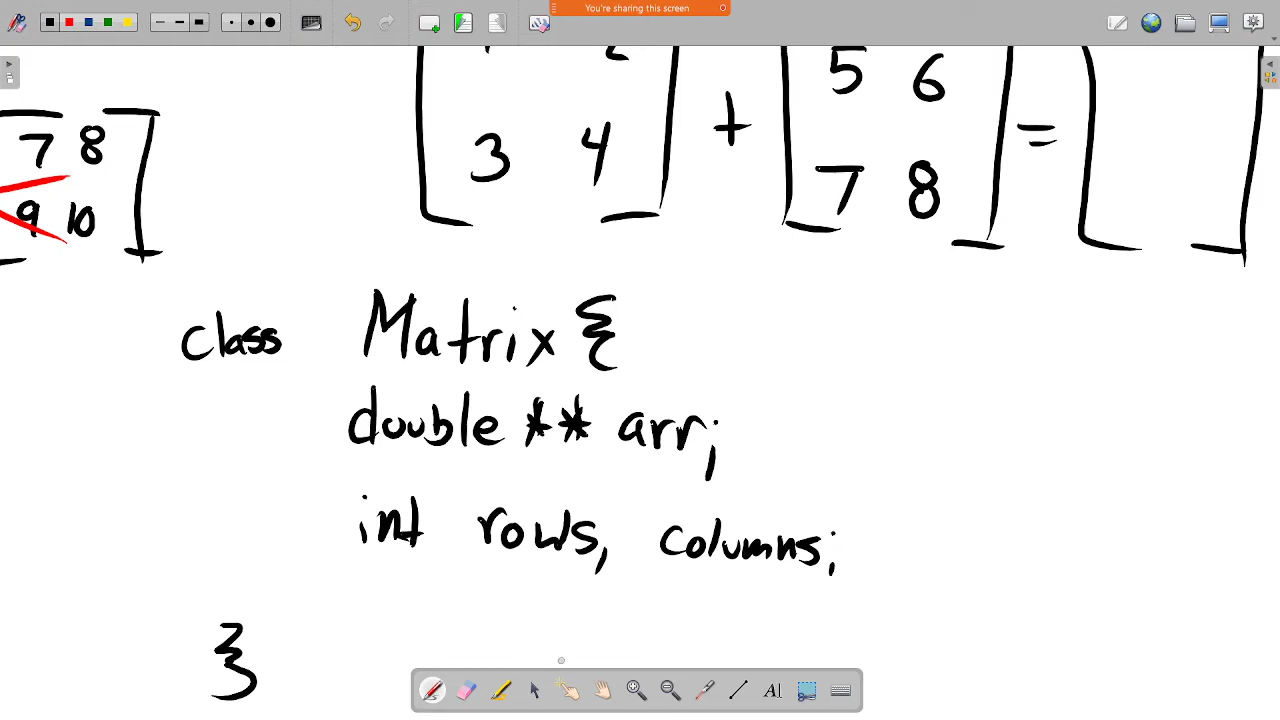 You're sharing this screen
5 6
7 8 3 4 + 7 8 =
9 10
class Matrix {
double ** arr;
int rows, columns;
}
A